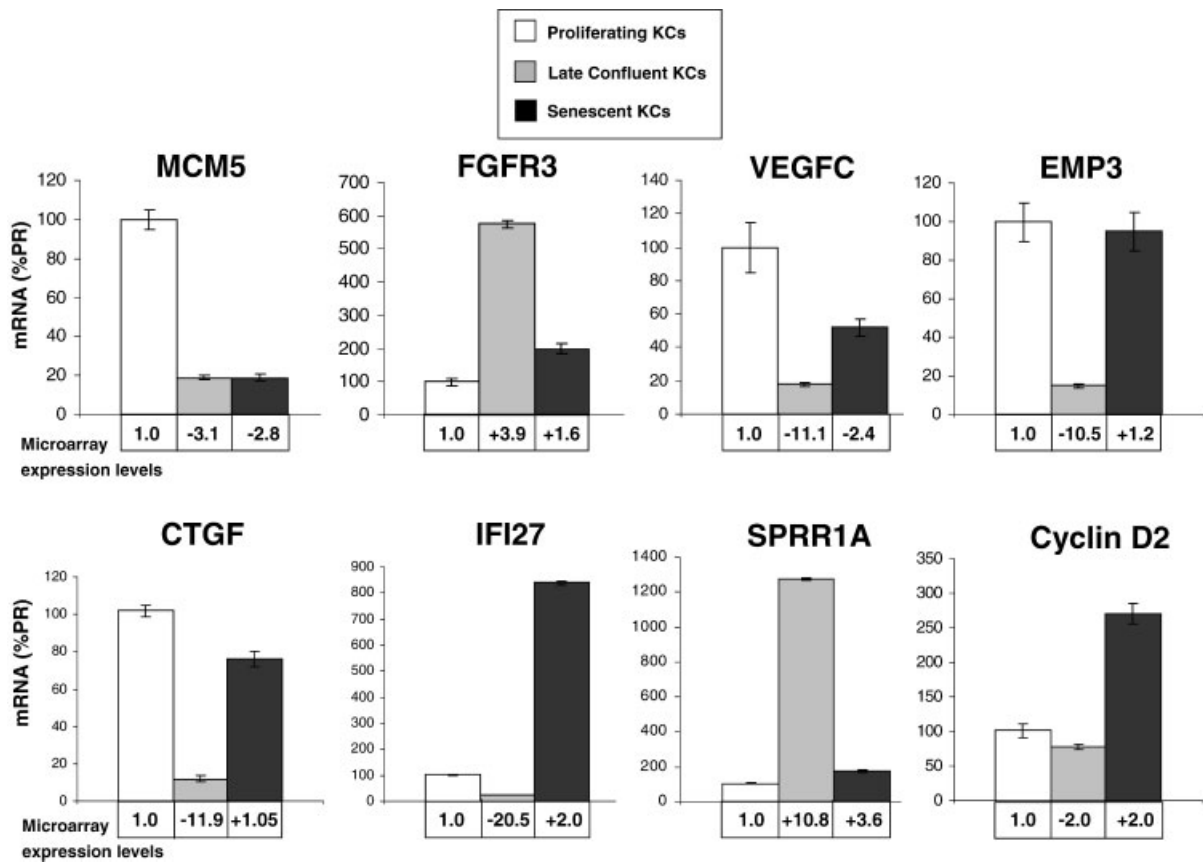 Proliferating KCs
Late Confluent KCs
Senescent KCs
MCM5
mRNA (%PR)
120
100
80
60
40
20
0
Microarray
expression levels
1.0 -3.1 -2.8
FGFR3
700
600
500
400
300
200
100
0
1.0 +3.9 +1.6
VEGFC
140
120
100
80
60
40
20
0
1.0 -11.1 -2.4
EMP3
120
100
80
60
40
20
0
1.0 -10.5 +1.2
CTGF
mRNA (%PR)
120
100
80
60
40
20
0
Microarray
expression levels
1.0 -11.9 +1.05
IFI27
900
800
700
600
500
400
300
200
100
0
1.0 -20.5 +2.0
SPRR1A
1400
1200
1000
800
600
400
200
0
1.0 +10.8 +3.6
Cyclin D2
350
300
250
200
150
100
50
0
1.0 -2.0 +2.0